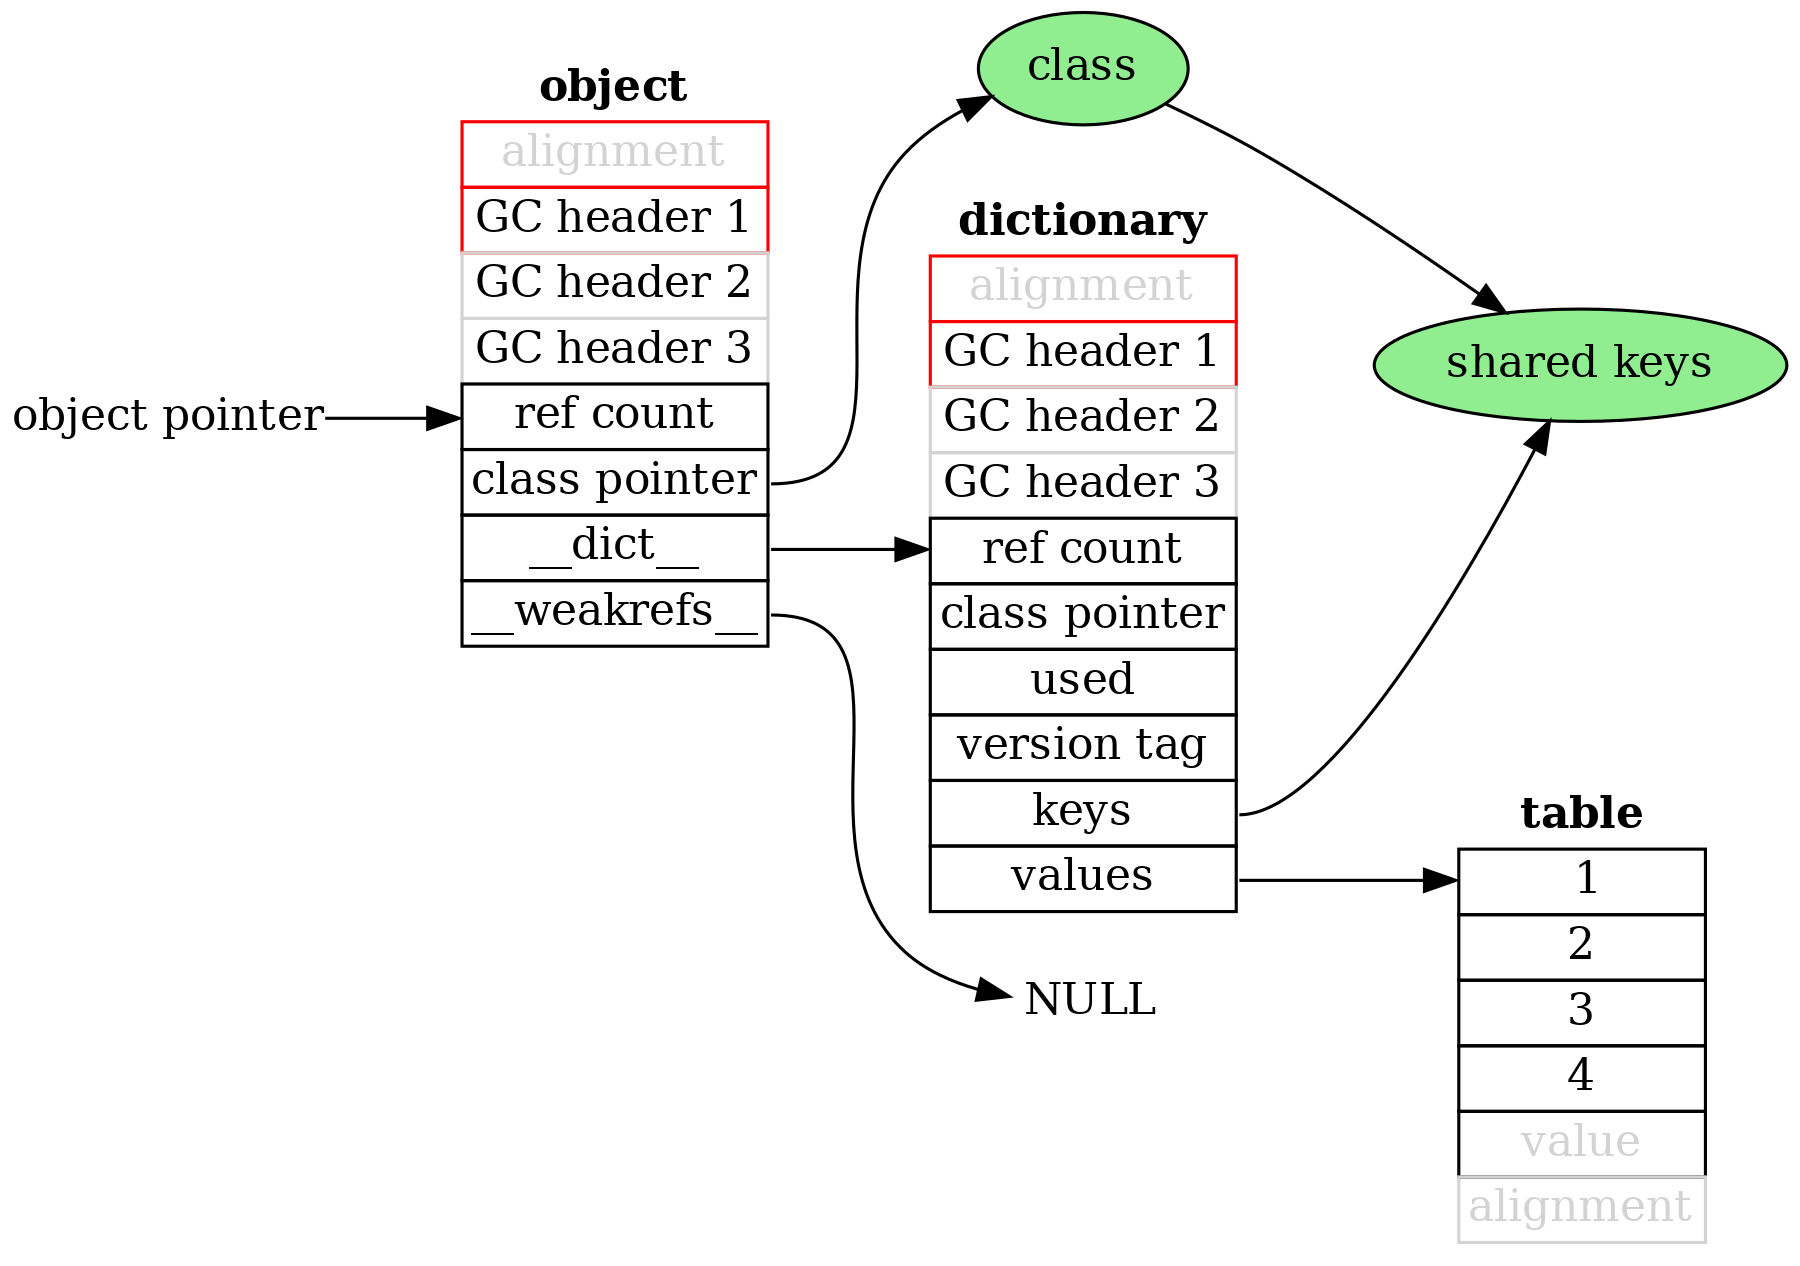 object pointer
object
alignment
GC header 1
GC header 2
GC header 3
ref count
class pointer
__dict__
__weakrefs__
class
dictionary
alignment
GC header 1
GC header 2
GC header 3
ref count
class pointer
used
version tag
keys
values
NULL
shared keys
table
1
2
3
4
value
alignment